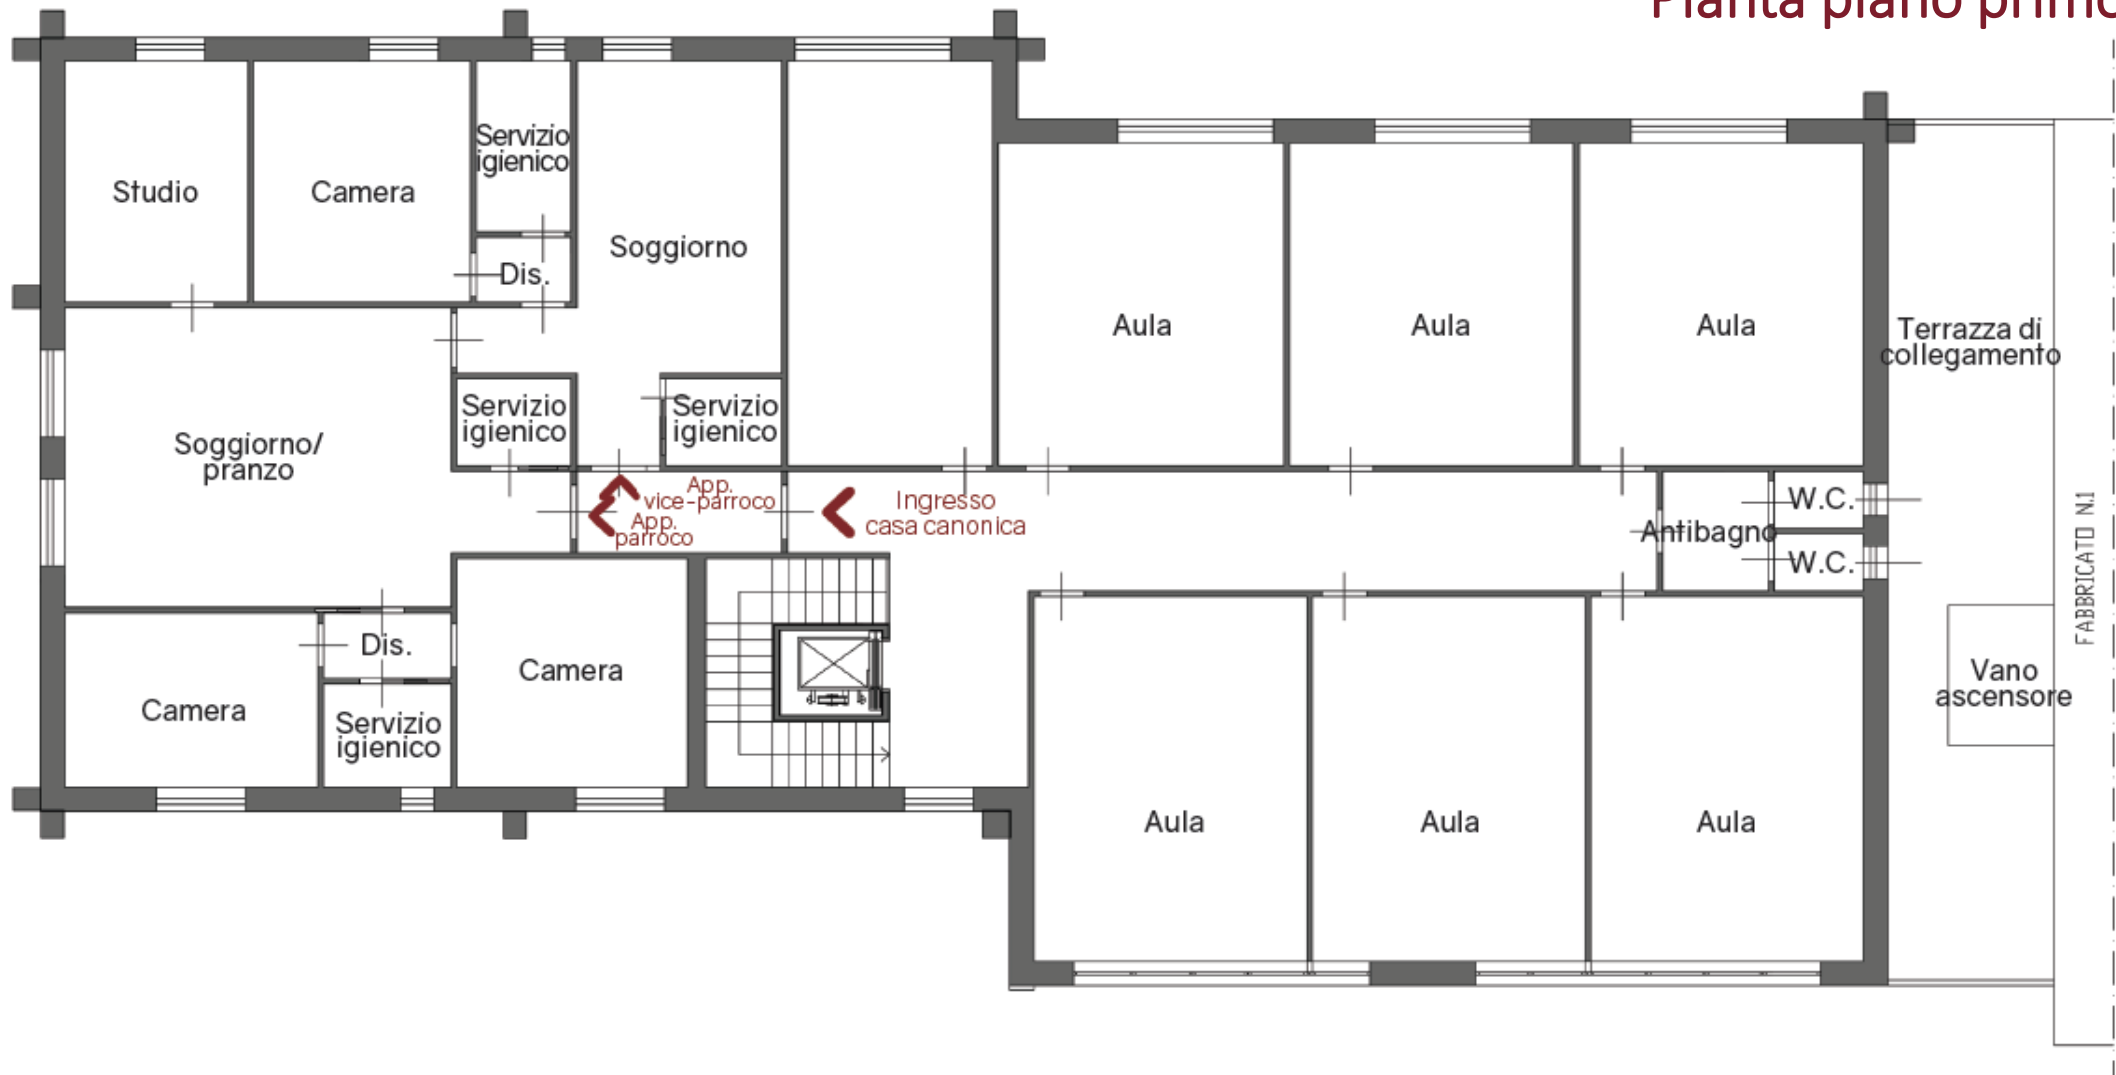 Pianta piano primo
Servizio
igienico
Studio
Camera
Soggiorno
Dis.
Aula
Aula
Aula
Terrazza di
collegamento
Servizio
igienico
Servizio
igienico
Soggiorno/
pranzo
App.
vice-parroco
App.
parroco
Ingresso
casa canonica
W.C.
Antibagno
W.C.
FABBRICATO N.1
Dis.
Camera
Vano
ascensore
Camera
Servizio
igienico
Aula
Aula
Aula